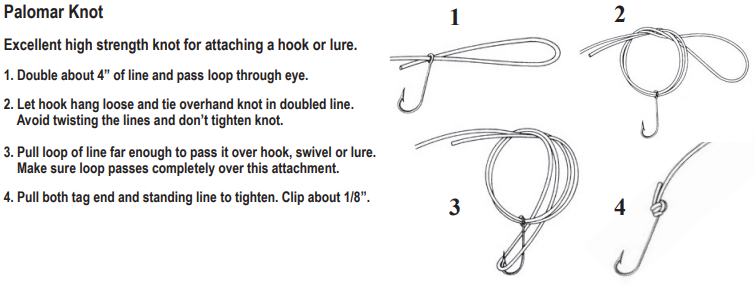 Palomar Knot
Excellent high strength knot for attaching a hook or lure.
1. Double about 4” of line and pass loop through eye.
2. Let hook hang loose and tie overhand knot in doubled line.
Avoid twisting the lines and don’t tighten knot.
3. Pull loop of line far enough to pass it over hook, swivel or lure.
Make sure loop passes completely over this attachment.
4. Pull both tag end and standing line to tighten. Clip about 1/8”.
1
2
3
4